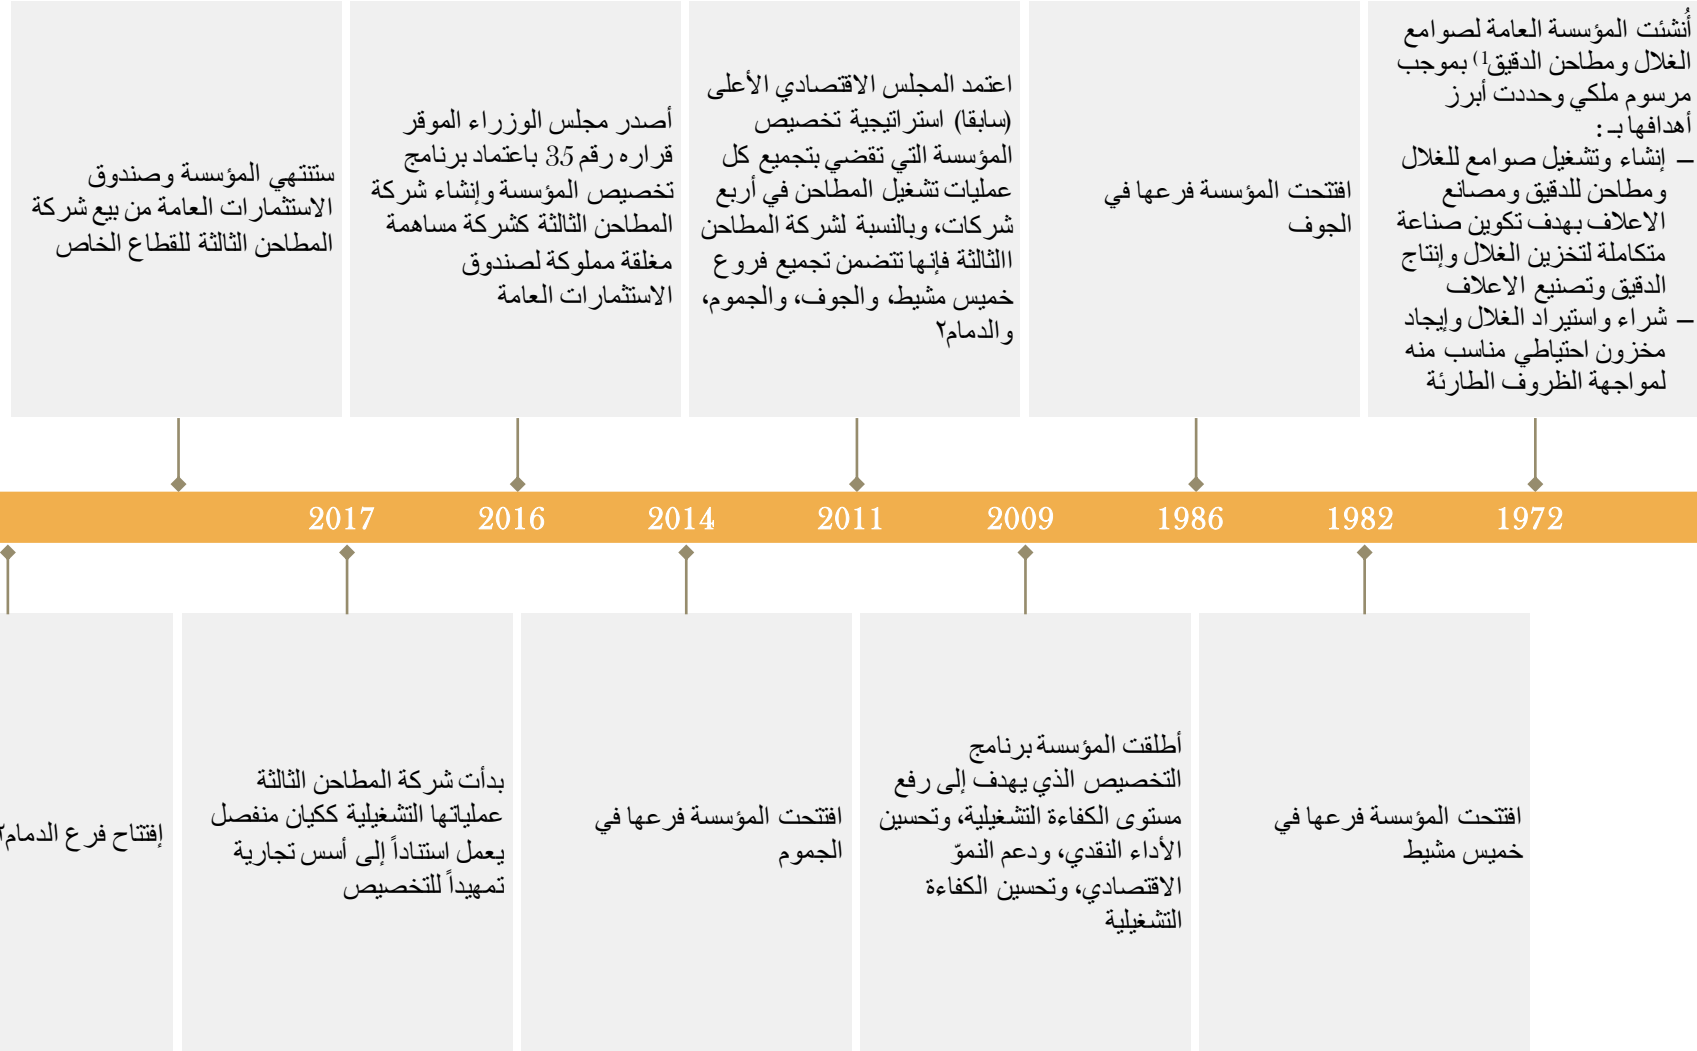 أُنشئت المؤسسة العامة لصوامع
الغلال ومطاحن الدقيق1) بموجب
مرسوم ملكي وحددت أبرز
أهدافها بـ :
– إنشاء وتشغيل صوامع للغلال
ومطاحن للدقيق ومصانع
الاعلاف بهدف تكوين صناعة
متكاملة لتخزين الغلال وإنتاج
الدقيق وتصنيع الاعلاف
– شراء واستيراد الغلال وإيجاد
مخزون احتياطي مناسب منه
لمواجهة الظروف الطارئة
افتتحت المؤسسة فرعها في
الجوف
اعتمد المجلس الاقتصادي الأعلى
(سابقا) استراتيجية تخصيص
المؤسسة التي تقضي بتجميع كل
عمليات تشغيل المطاحن في أربع
شركات، وبالنسبة لشركة المطاحن
االثالثة فإنها تتضمن تجميع فروع
خميس مشيط، والجوف، والجموم،
والدمام٢
أصدر مجلس الوزراء الموقر
قراره رقم 35 باعتماد برنامج
تخصيص المؤسسة وإنشاء شركة
المطاحن الثالثة كشركة مساهمة
مغلقة مملوكة لصندوق
الاستثمارات العامة
ستنتهي المؤسسة وصندوق
الاستثمارات العامة من بيع شركة
المطاحن الثالثة للقطاع الخاص
1972 1982 1986 2009 2011 2014 2016 2017
افتتحت المؤسسة فرعها في
خميس مشيط
أطلقت المؤسسة برنامج
التخصيص الذي يهدف إلى رفع
مستوى الكفاءة التشغيلية، وتحسين
الأداء النقدي، ودعم النموّ
الاقتصادي، وتحسين الكفاءة
التشغيلية
افتتحت المؤسسة فرعها في
الجموم
بدأت شركة المطاحن الثالثة
عملياتها التشغيلية ككيان منفصل
يعمل استناداً إلى أسس تجارية
تمهيداً للتخصيص
إفتتاح فرع الدمام٢